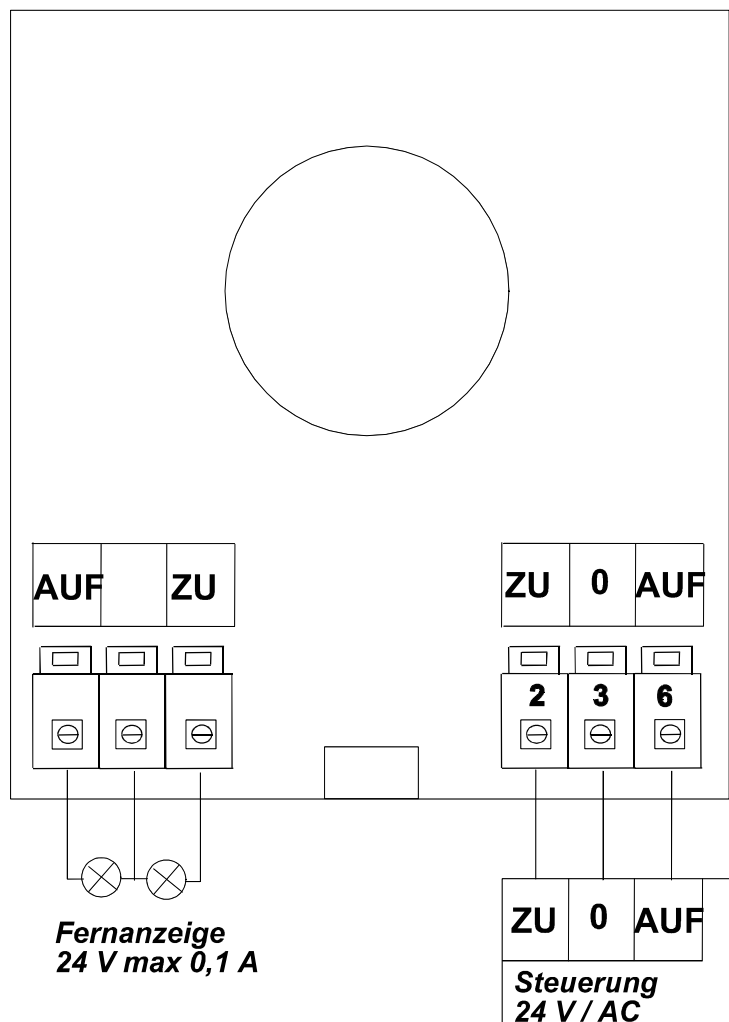 AUF ZU
ZU 0 AUF
2 3 6
ZU 0 AUF
Fernanzeige
24 V max 0,1 A
Steuerung
24 V / AC